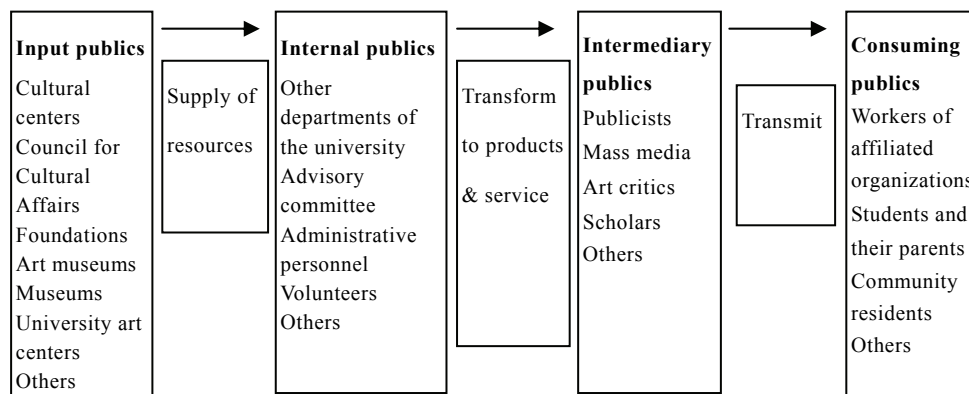 Input publics
Cultural
centers
Council for
Cultural
Affairs
Foundations
Art museums
Museums
University art
centers
Others
Supply of
resources
Internal publics
Other
departments of
the university
Advisory
committee
Administrative
personnel
Volunteers
Others
Transform
to products
& service
Intermediary
publics
Publicists
Mass media
Art critics
Scholars
Others
Transmit
Consuming
publics
Workers of
affiliated
organizations
Students and
their parents
Community
residents
Others